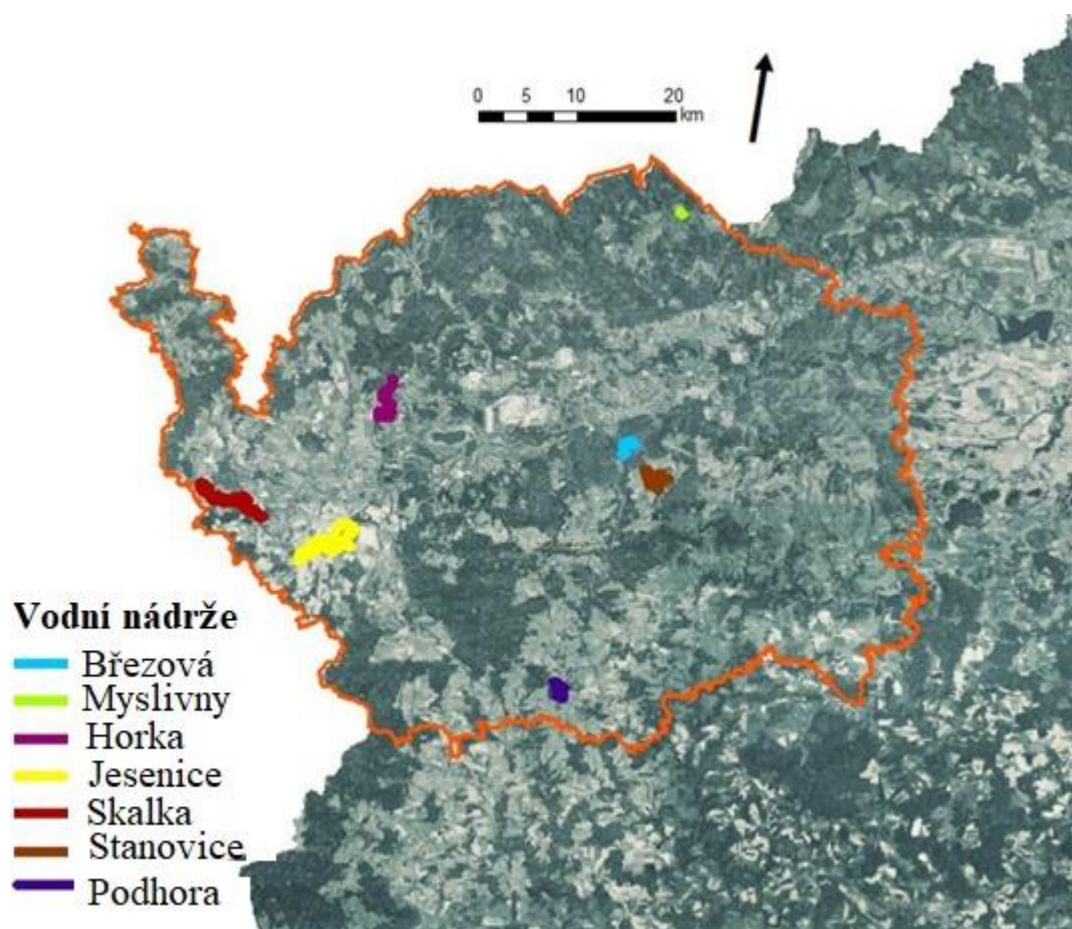 0 5 10 20
km
Vodní nádrže
Březová
Myslivny
Horka
Jesenice
Skalka
Stanovice
Podhora